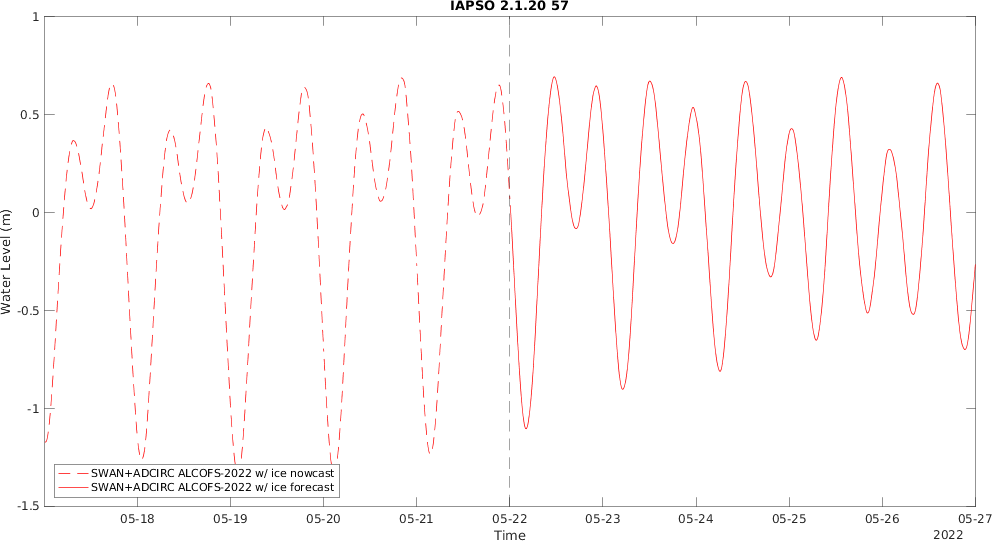 IAPSO 2.1.20 57
1
0.5
0
-0.5
-1
-1.5
Water Level (m)
SWAN+ADCIRC ALCOFS-2022 w/ ice nowcast
SWAN+ADCIRC ALCOFS-2022 w/ ice forecast
05-18 05-19 05-20 05-21 05-22 05-23 05-24 05-25 05-26 05-27
Time
2022